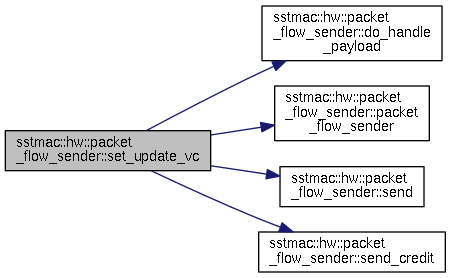 sstmac::hw::packet
_flow_sender::do_handle
_payload
sstmac::hw::packet
_flow_sender::packet
_flow_sender
sstmac::hw::packet
_flow_sender::set_update_vc
sstmac::hw::packet
_flow_sender::send
sstmac::hw::packet
_flow_sender::send_credit